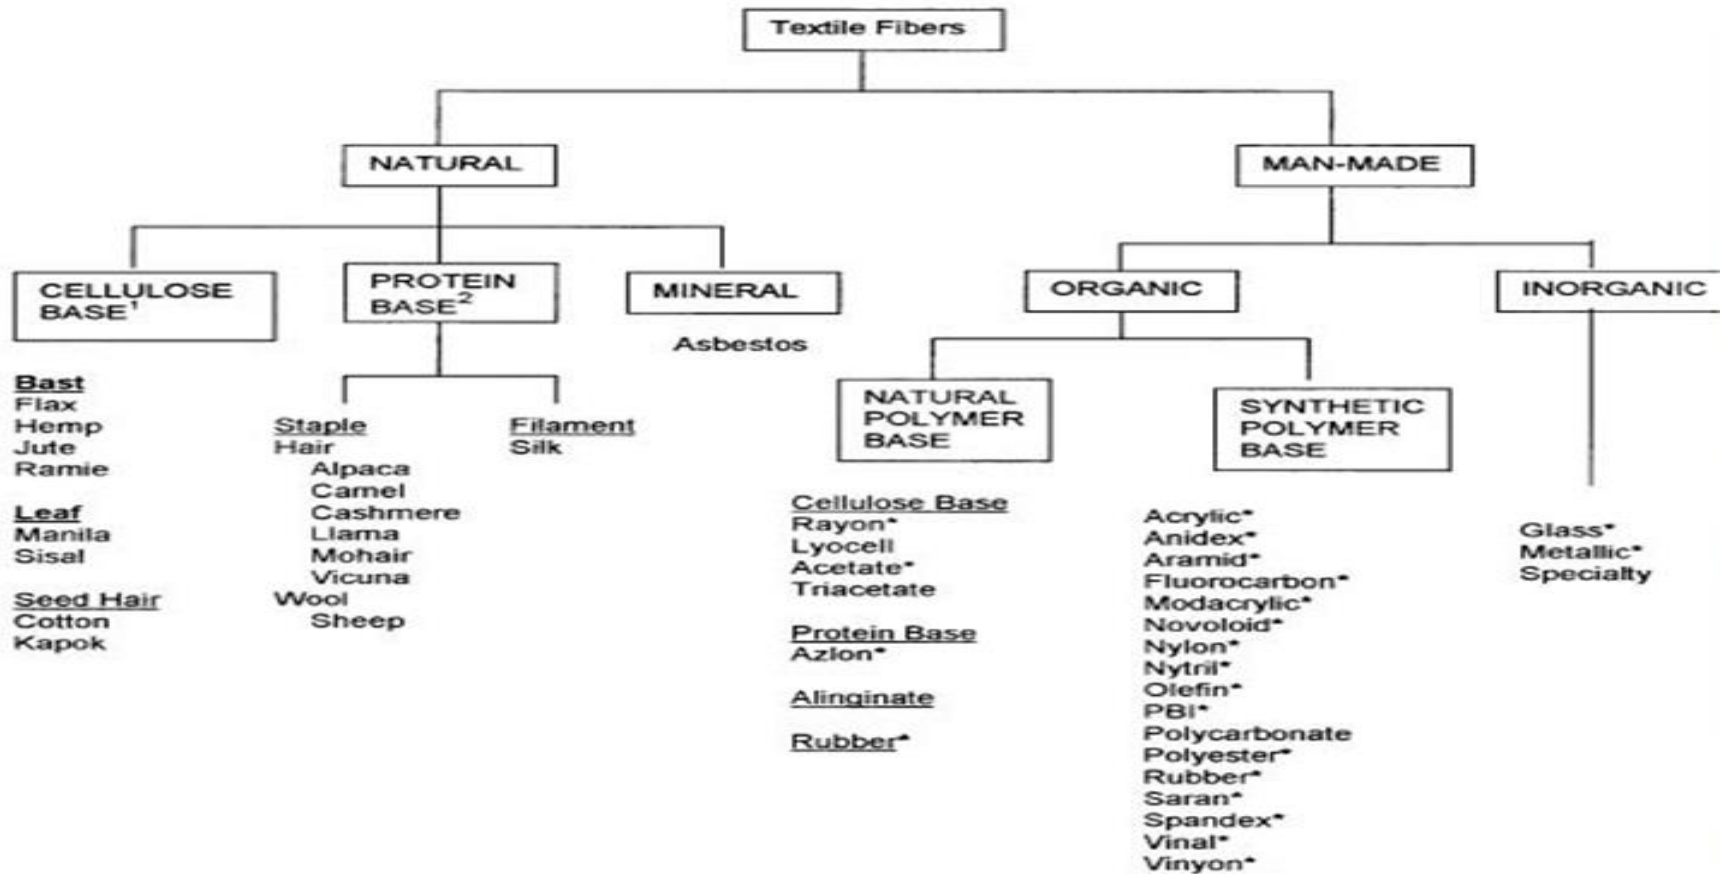 Textile Fibers
NATURAL
MAN-MADE
CELLULOSE
BASE¹
PROTEIN
BASE²
MINERAL
Asbestos
ORGANIC
INORGANIC
NATURAL
POLYMER
BASE
SYNTHETIC
POLYMER
BASE
Bast
Flax
Hemp
Jute
Ramie
Leaf
Manila
Sisal
Seed Hair
Cotton
Kapok
Staple
Hair
Alpaca
Camel
Cashmere
Llama
Mohair
Vicuna
Wool
Sheep
Filament
Silk
Cellulose Base
Rayon*
Lyocell
Acetate*
Triacetate
Protein Base
Azlon*
Alinginate
Rubber*
Acrylic*
Anidex*
Aramid*
Fluorocarbon*
Modacrylic*
Novoloid*
Nylon*
Nytril*
Olefin*
PBI*
Polycarbonate
Polyester*
Rubber*
Saran*
Spandex*
Vinal*
Vinyon*
Glass*
Metallic*
Specialty